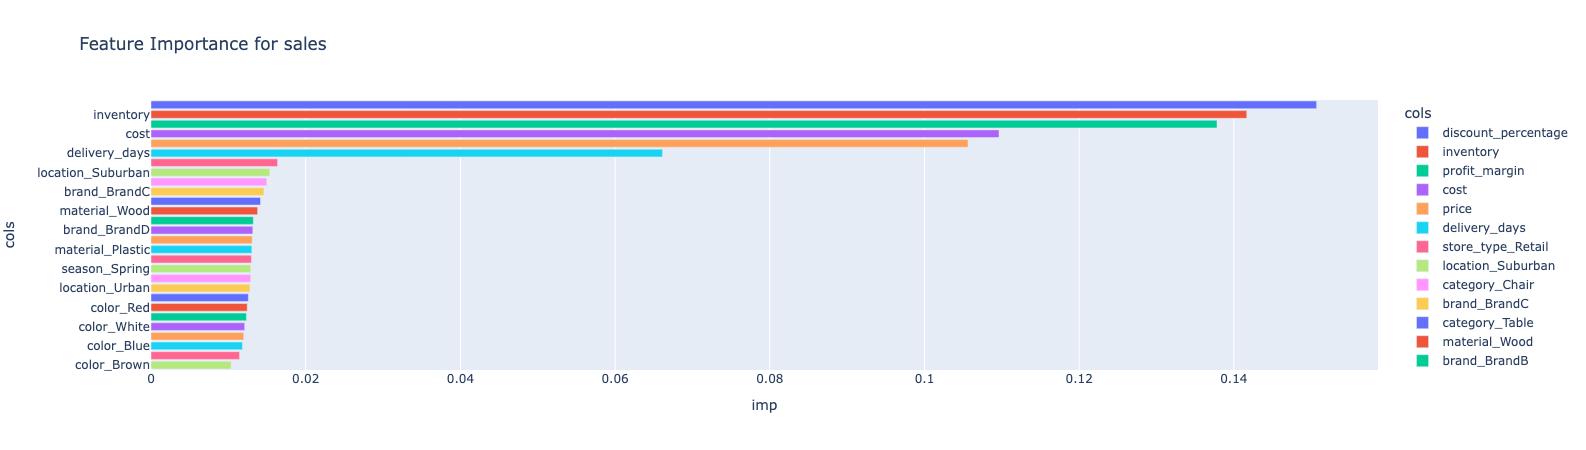 Feature Importance for sales
cols
inventory
cost
delivery_days
location_Suburban
brand_BrandC
material_Wood
brand_BrandD
material_Plastic
season_Spring
location_Urban
color_Red
color_White
color_Blue
color_Brown
0 0.02 0.04 0.06 0.08 0.1 0.12 0.14
imp
cols
discount_percentage
inventory
profit_margin
cost
price
delivery_days
store_type_Retail
location_Suburban
category_Chair
brand_BrandC
category_Table
material_Wood
brand_BrandB